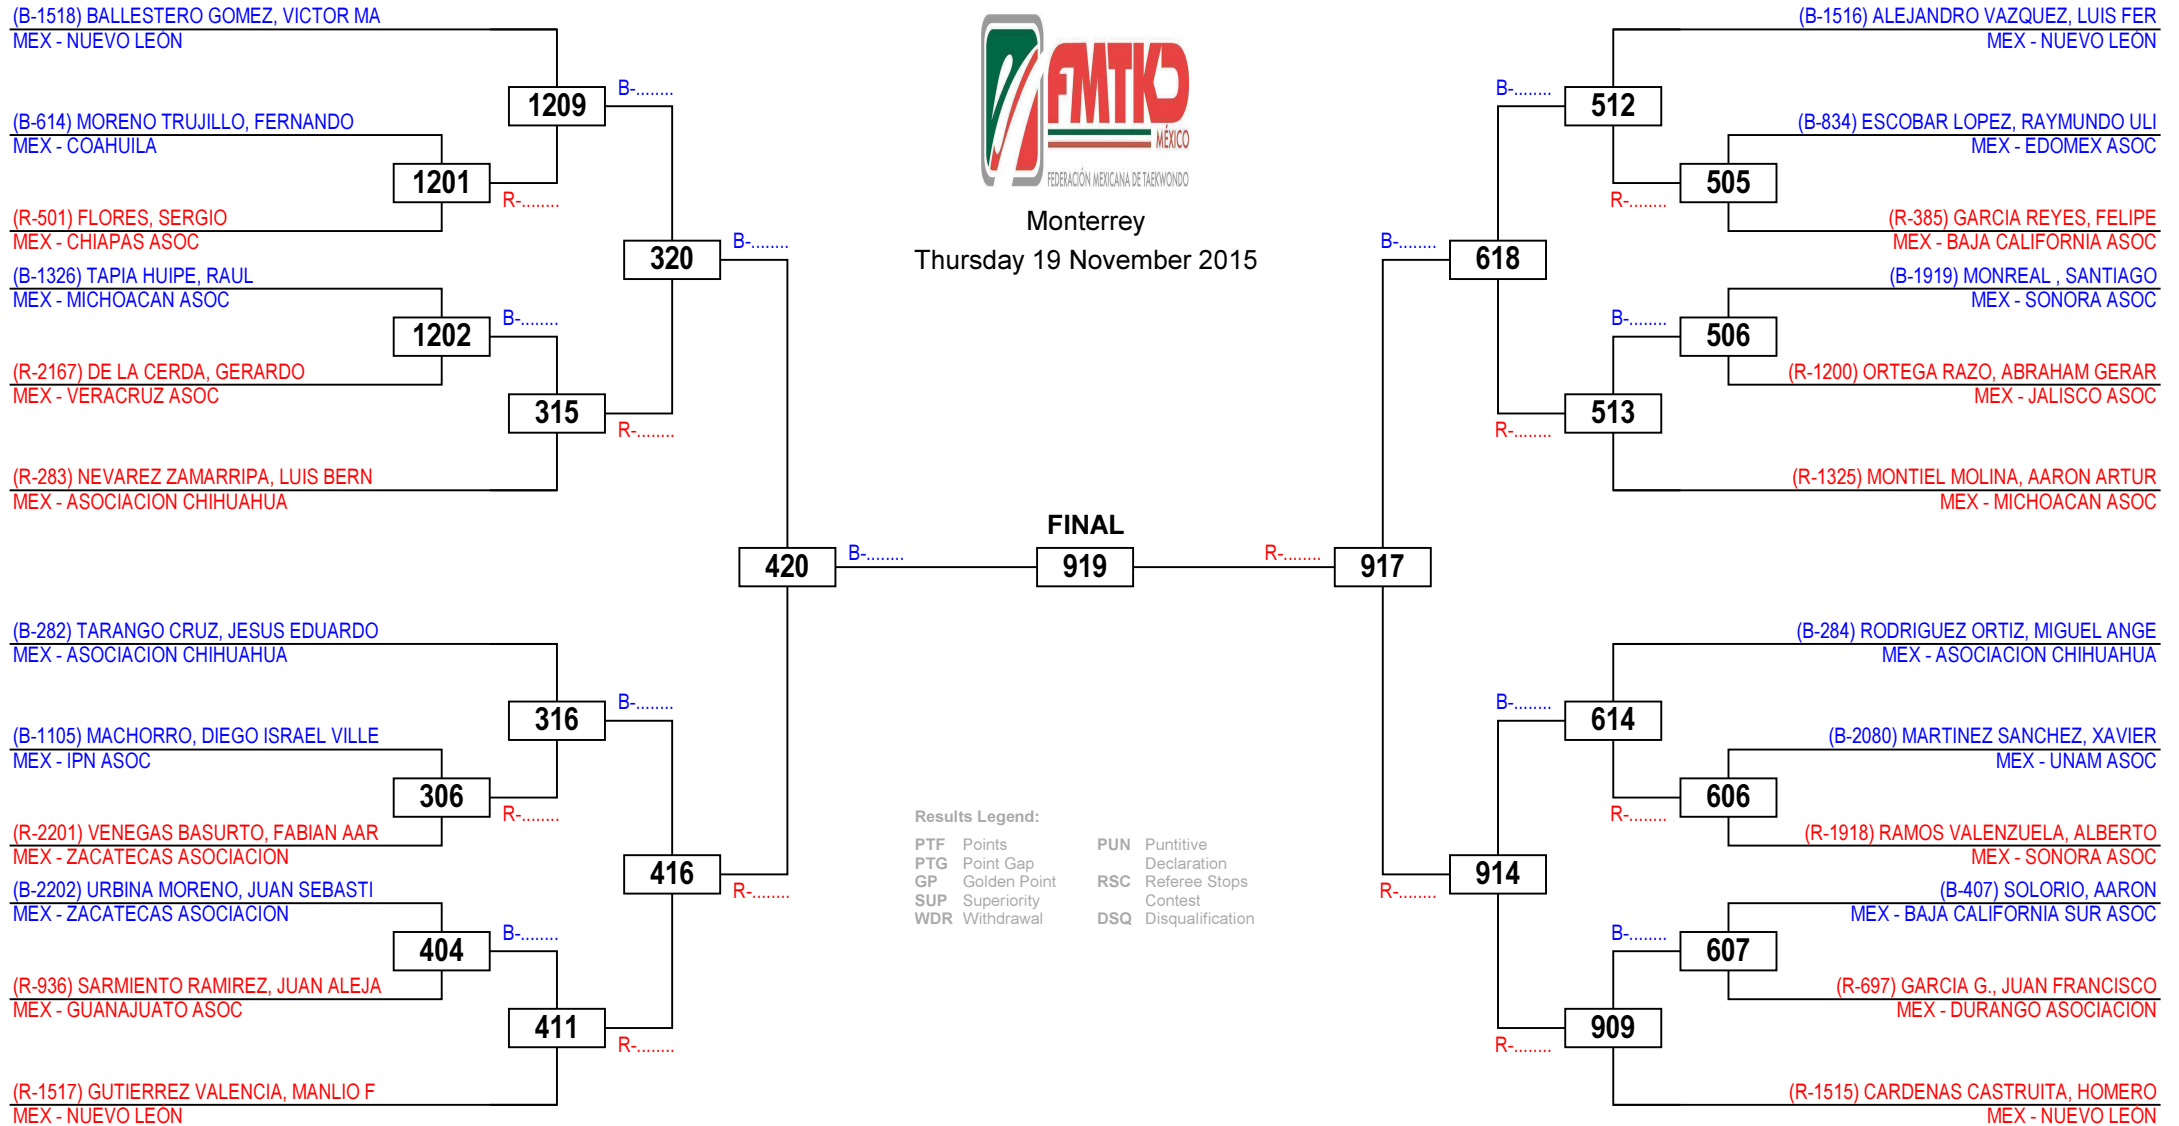 (B-1518) BALLESTERO GOMEZ, VICTOR MA
MEX - NUEVO LEÓN
1209
B-........
(B-614) MORENO TRUJILLO, FERNANDO
MEX - COAHUILA
1201
R-........
(R-501) FLORES, SERGIO
MEX - CHIAPAS ASOC
320
B-........
(B-1326) TAPIA HUIPE, RAUL
MEX - MICHOACAN ASOC
1202
B-........
(R-2167) DE LA CERDA, GERARDO
MEX - VERACRUZ ASOC
315
R-........
(R-283) NEVAREZ ZAMARRIPA, LUIS BERN
MEX - ASOCIACION CHIHUAHUA
420
B-........
(B-282) TARANGO CRUZ, JESUS EDUARDO
MEX - ASOCIACION CHIHUAHUA
316
B-........
(B-1105) MACHORRO, DIEGO ISRAEL VILLE
MEX - IPN ASOC
306
R-........
(R-2201) VENEGAS BASURTO, FABIAN AAR
MEX - ZACATECAS ASOCIACION
416
R-........
(B-2202) URBINA MORENO, JUAN SEBASTI
MEX - ZACATECAS ASOCIACION
404
B-........
(R-936) SARMIENTO RAMIREZ, JUAN ALEJA
MEX - GUANAJUATO ASOC
411
R-........
(R-1517) GUTIERREZ VALENCIA, MANLIO F
MEX - NUEVO LEÓN
FMTKD
MÉXICO
FEDERACIÓN MEXICANA DE TAEKWONDO
Monterrey
Thursday 19 November 2015
FINAL
919
Results Legend:
PTF Points
PTG Point Gap
GP Golden Point
SUP Superiority
WDR Withdrawal
PUN Puntitive
Declaration
RSC Referee Stops
Contest
DSQ Disqualification
(B-1516) ALEJANDRO VAZQUEZ, LUIS FER
MEX - NUEVO LEÓN
B-........
512
(B-834) ESCOBAR LOPEZ, RAYMUNDO ULI
MEX - EDOMEX ASOC
505
R-........
(R-385) GARCIA REYES, FELIPE
MEX - BAJA CALIFORNIA ASOC
B-........
618
(B-1919) MONREAL , SANTIAGO
MEX - SONORA ASOC
B-........
506
(R-1200) ORTEGA RAZO, ABRAHAM GERAR
MEX - JALISCO ASOC
513
R-........
(R-1325) MONTIEL MOLINA, AARON ARTUR
MEX - MICHOACAN ASOC
R-........
917
(B-284) RODRIGUEZ ORTIZ, MIGUEL ANGE
MEX - ASOCIACION CHIHUAHUA
B-........
614
(B-2080) MARTINEZ SANCHEZ, XAVIER
MEX - UNAM ASOC
606
R-........
(R-1918) RAMOS VALENZUELA, ALBERTO
MEX - SONORA ASOC
914
R-........
(B-407) SOLORIO, AARON
MEX - BAJA CALIFORNIA SUR ASOC
B-........
607
(R-697) GARCIA G., JUAN FRANCISCO
MEX - DURANGO ASOCIACION
909
R-........
(R-1515) CARDENAS CASTRUITA, HOMERO
MEX - NUEVO LEÓN